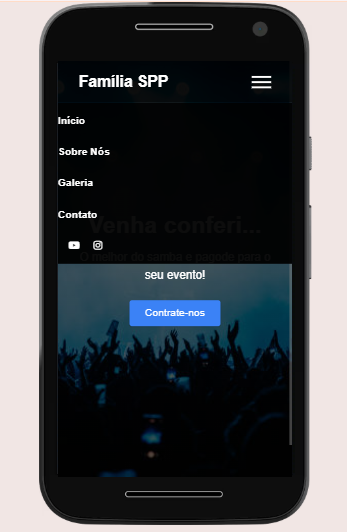 Família SPP
Início
Sobre Nós
Galeria
Contato
Venha conferi...
O melhor do samba e pagode para o
seu evento!
Contrate-nos